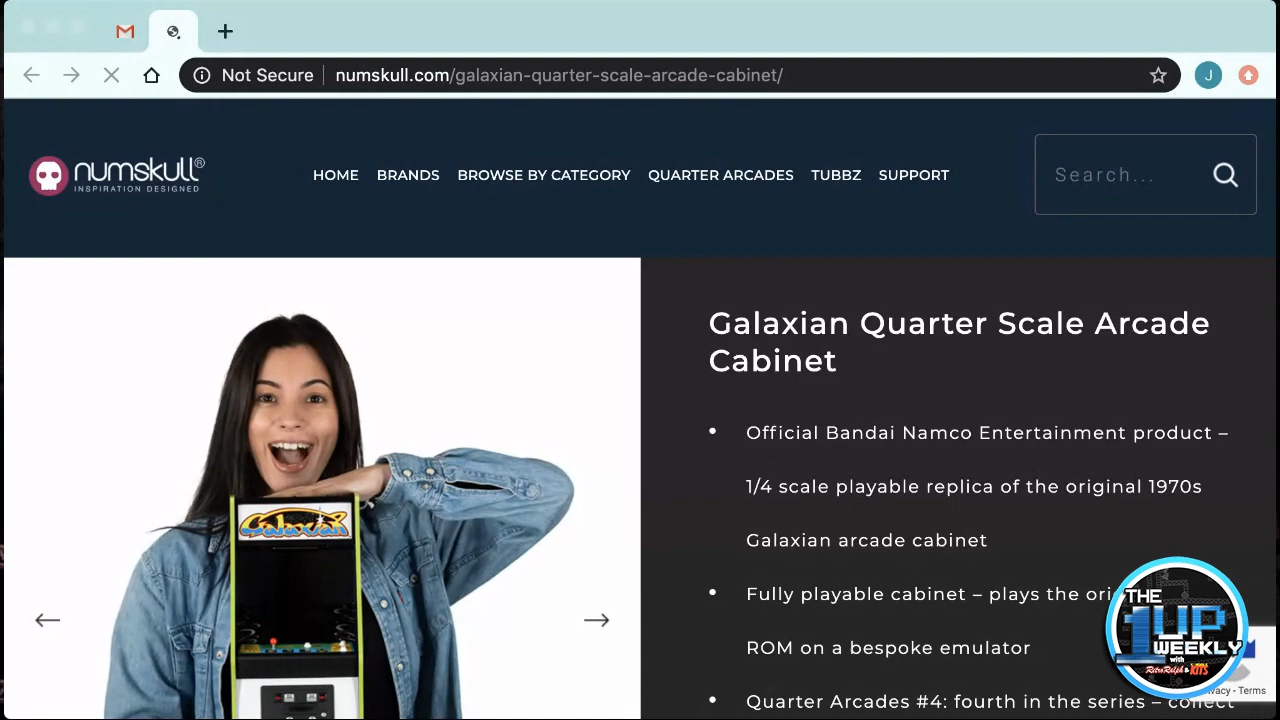 Not Secure numskull.com/galaxian-quarter-scale-arcade-cabinet/ J
numskull®
INSPIRATION DESIGNED
HOME BRANDS BROWSE BY CATEGORY QUARTER ARCADES TUBBZ SUPPORT
Search...
Galaxian Quarter Scale Arcade
Cabinet
• Official Bandai Namco Entertainment product –
1/4 scale playable replica of the original 1970s
Galaxian arcade cabinet
• Fully playable cabinet – plays the ori
ROM on a bespoke emulator
• Quarter Arcades #4: fourth in the series – collect
Galaxian
THE
1UP
WEEKLY
with
RetroRalph & KITS
- Terms